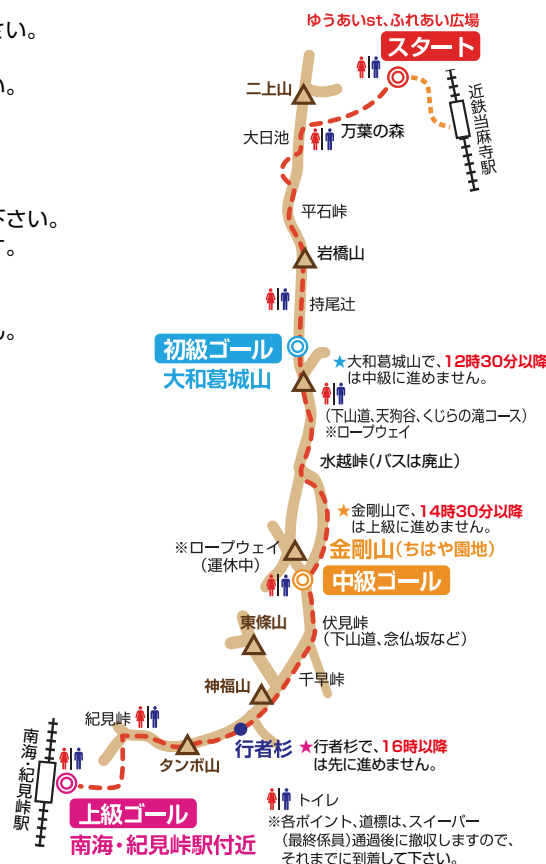 さい。
い。
下さい。
す。
ん。
ゆうあいst、ふれあい広場
スタート
近鉄当麻寺駅
二上山
大日池
万葉の森
平石峠
岩橋山
持尾辻
初級ゴール
大和葛城山
★大和葛城山で、12時30分以降
は中級に進めません。
(下山道、天狗谷、くじらの滝コース)
※ロープウェイ
水越峠(バスは廃止)
★金剛山で、14時30分以降
は上級に進めません。
※ロープウェイ
(運休中)
金剛山(ちはや園地)
中級ゴール
東條山
伏見峠
(下山道、念仏坂など)
神福山
千早峠
紀見峠
行者杉
★行者杉で、16時以降
は先に進めません。
タンボ山
南海・紀見峠駅
上級ゴール
南海・紀見峠駅付近
トイレ
※各ポイント、道標は、スイーパー
(最終係員)通過後に撤収しますので、
それまでに到着して下さい。